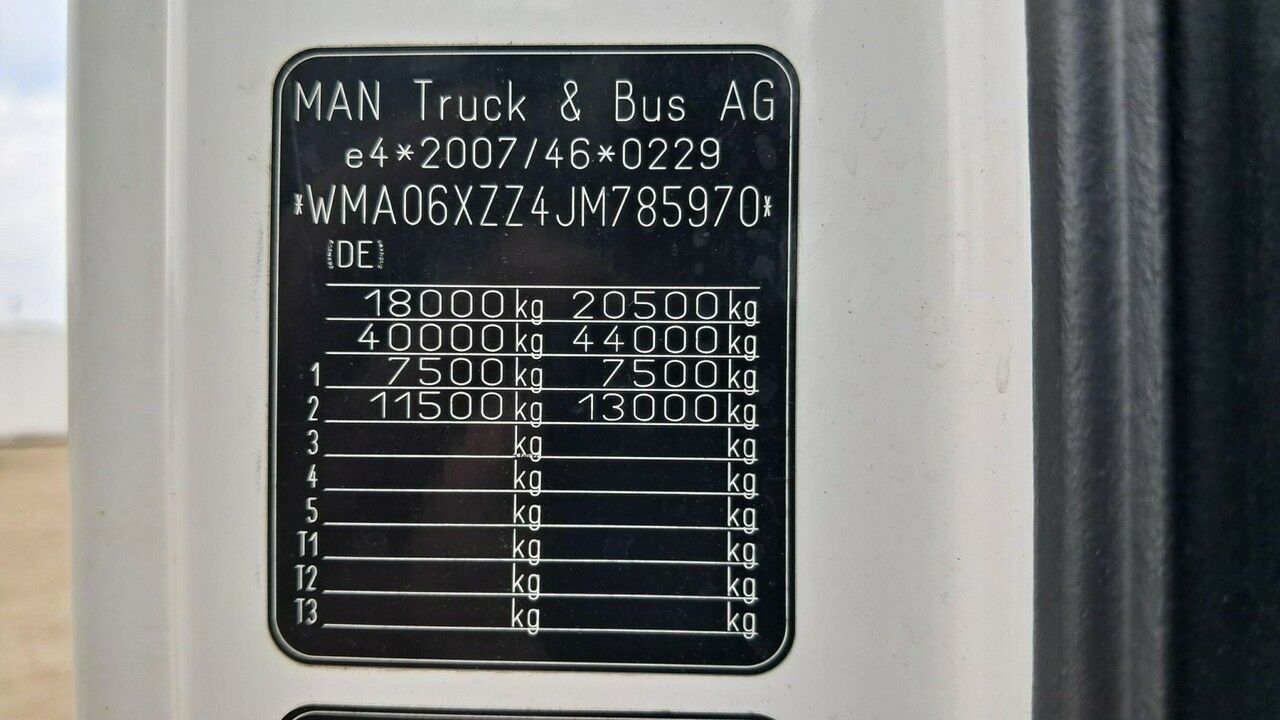 MAN Truck & Bus AG
e4*2007/46*0229
*WMA06XZZ4JM785970*
DE
18000 kg 20500 kg
40000 kg 44000 kg
1 7500 kg 7500 kg
2 11500 kg 13000 kg
3 kg kg
4 kg kg
5 kg kg
T1 kg kg
T2 kg kg
T3 kg kg